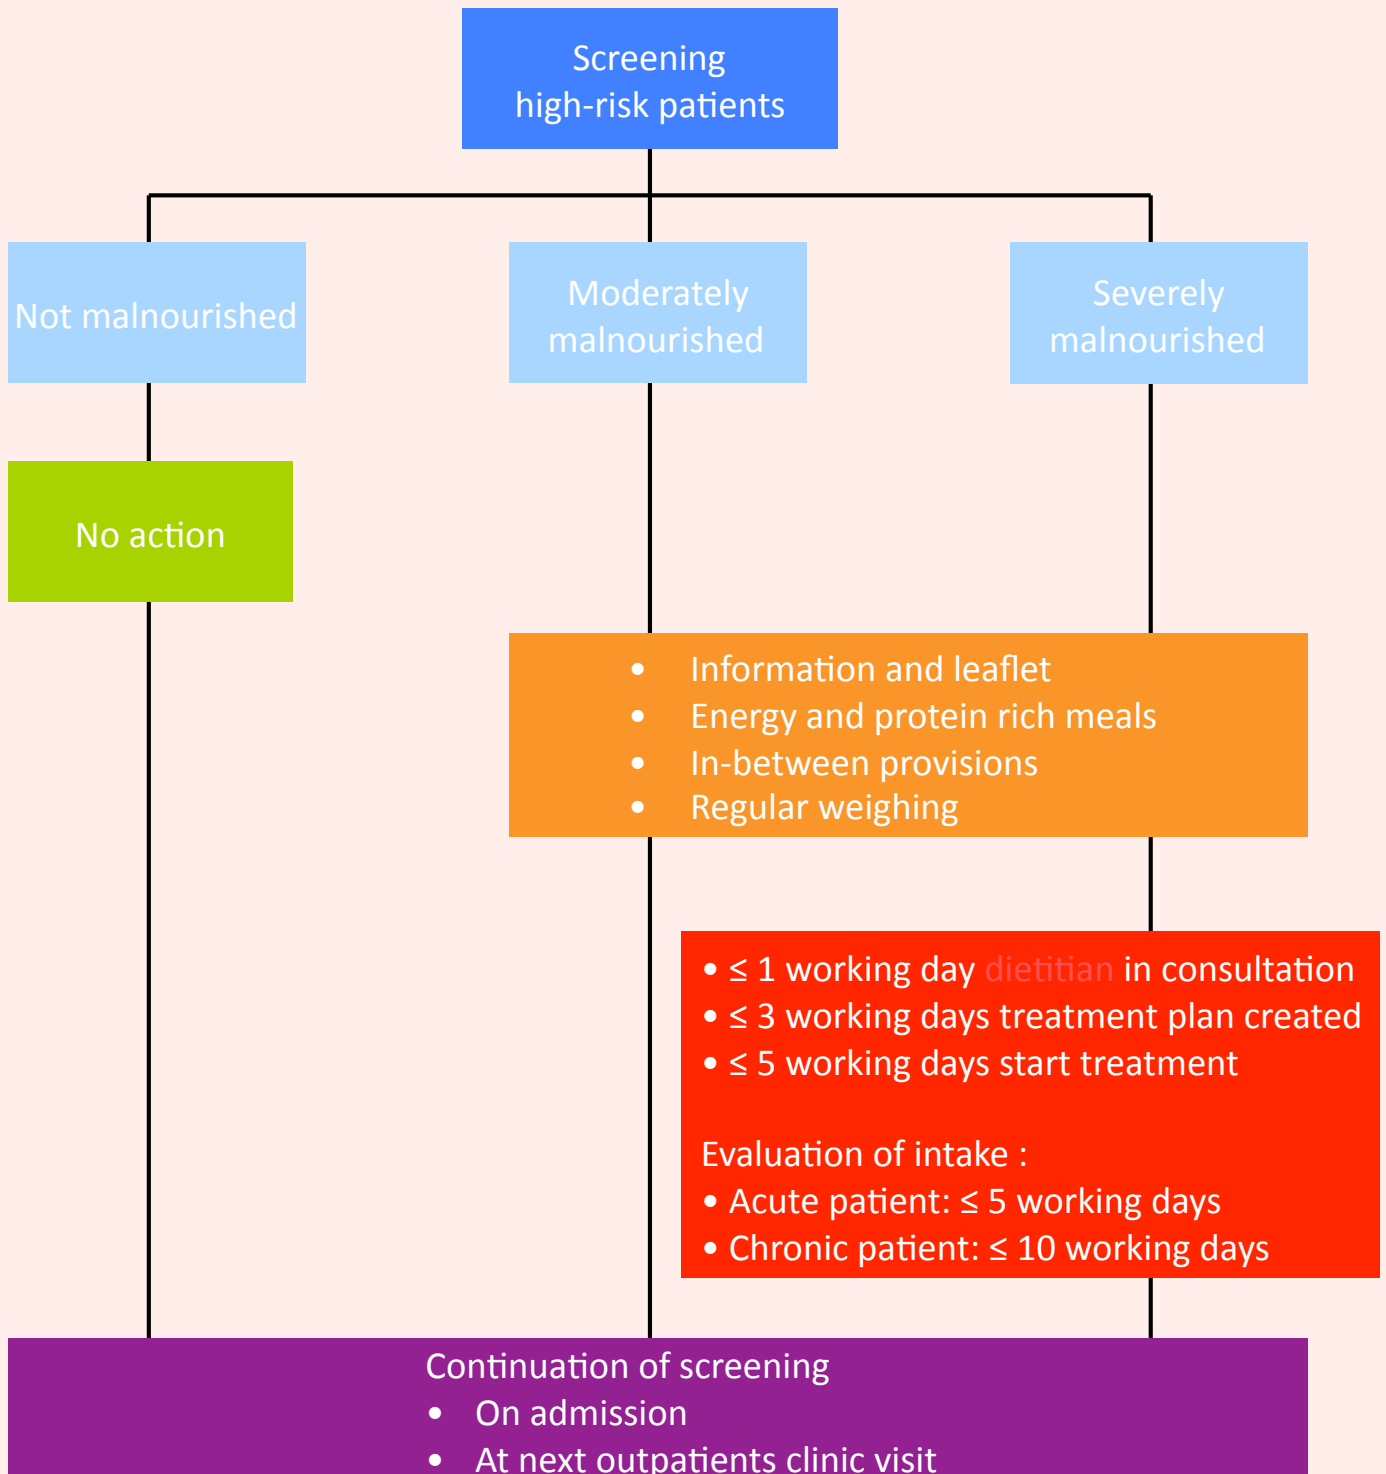 Screening
high-risk patients
Not malnourished
Moderately
malnourished
Severely
malnourished
No action
• Information and leaflet
• Energy and protein rich meals
• In-between provisions
• Regular weighing
• ≤ 1 working day dietitian in consultation
• ≤ 3 working days treatment plan created
• ≤ 5 working days start treatment
Evaluation of intake :
• Acute patient: ≤ 5 working days
• Chronic patient: ≤ 10 working days
Continuation of screening
• On admission
• At next outpatients clinic visit